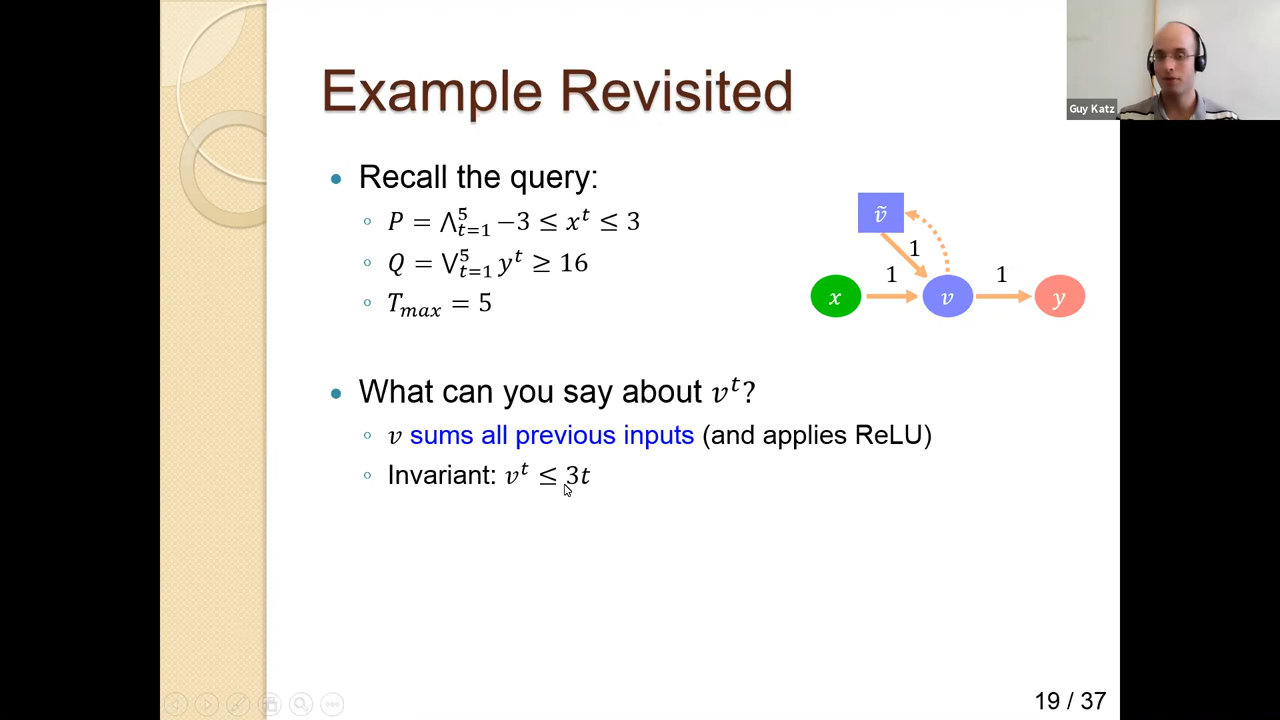 Example Revisited
Guy Katz
• Recall the query:
◦ P = ⋀⁵ₜ₌₁ −3 ≤ xᵗ ≤ 3
◦ Q = ⋁⁵ₜ₌₁ yᵗ ≥ 16
◦ Tₘₐₓ = 5
ṽ
1
1
1
x
v
y
• What can you say about vᵗ?
◦ v sums all previous inputs (and applies ReLU)
◦ Invariant: vᵗ ≤ 3t
19 / 37